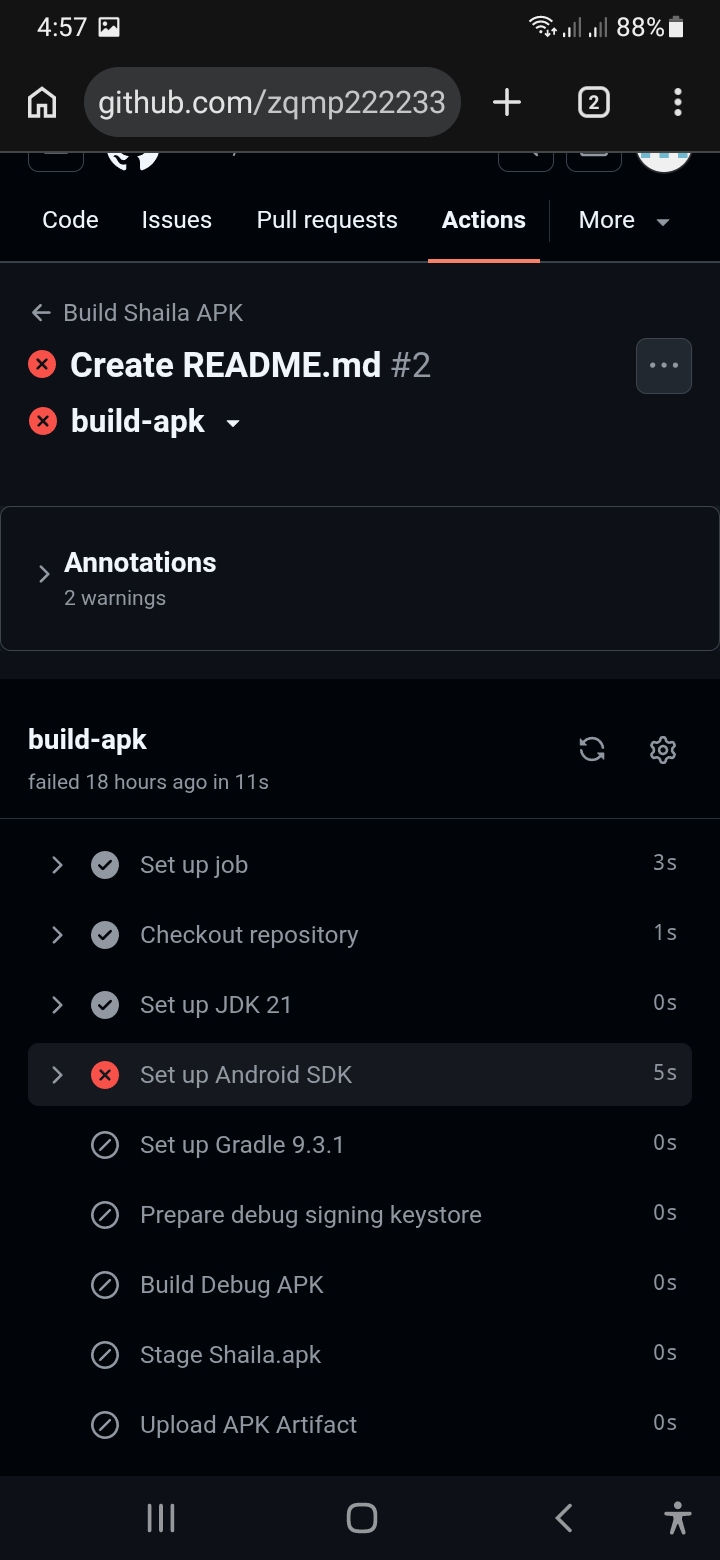 4:57
88%
github.com/zqmp222233
2
Code
Issues
Pull requests
Actions
More
Build Shaila APK
Create README.md #2
build-apk
Annotations
2 warnings
build-apk
failed 18 hours ago in 11s
Set up job 3s
Checkout repository 1s
Set up JDK 21 0s
Set up Android SDK 5s
Set up Gradle 9.3.1 0s
Prepare debug signing keystore 0s
Build Debug APK 0s
Stage Shaila.apk 0s
Upload APK Artifact 0s